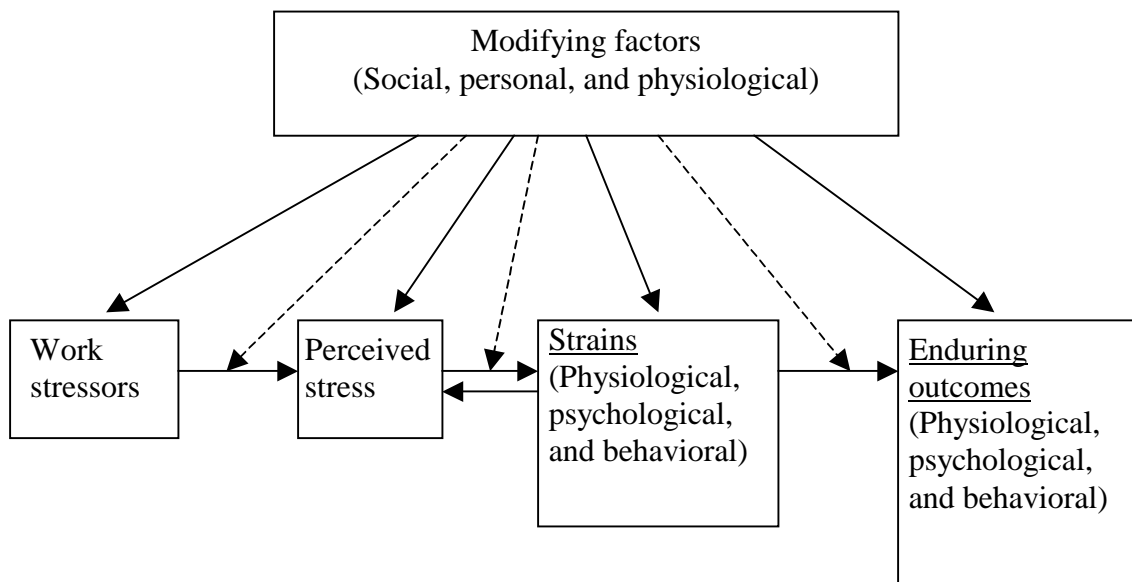 Modifying factors
(Social, personal, and physiological)
Work
stressors
Perceived
stress
Strains
(Physiological,
psychological,
and behavioral)
Enduring
outcomes
(Physiological,
psychological,
and behavioral)